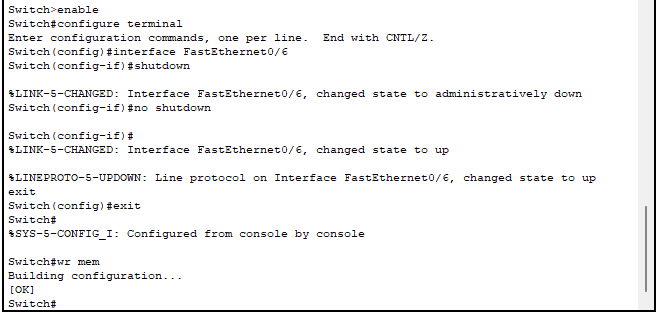 Switch>enable
Switch#configure terminal
Enter configuration commands, one per line.  End with CNTL/Z.
Switch(config)#interface FastEthernet0/6
Switch(config-if)#shutdown

%LINK-5-CHANGED: Interface FastEthernet0/6, changed state to administratively down
Switch(config-if)#no shutdown

Switch(config-if)#
%LINK-5-CHANGED: Interface FastEthernet0/6, changed state to up

%LINEPROTO-5-UPDOWN: Line protocol on Interface FastEthernet0/6, changed state to up
exit
Switch(config)#exit
Switch#
%SYS-5-CONFIG_I: Configured from console by console

Switch#wr mem
Building configuration...
[OK]
Switch#